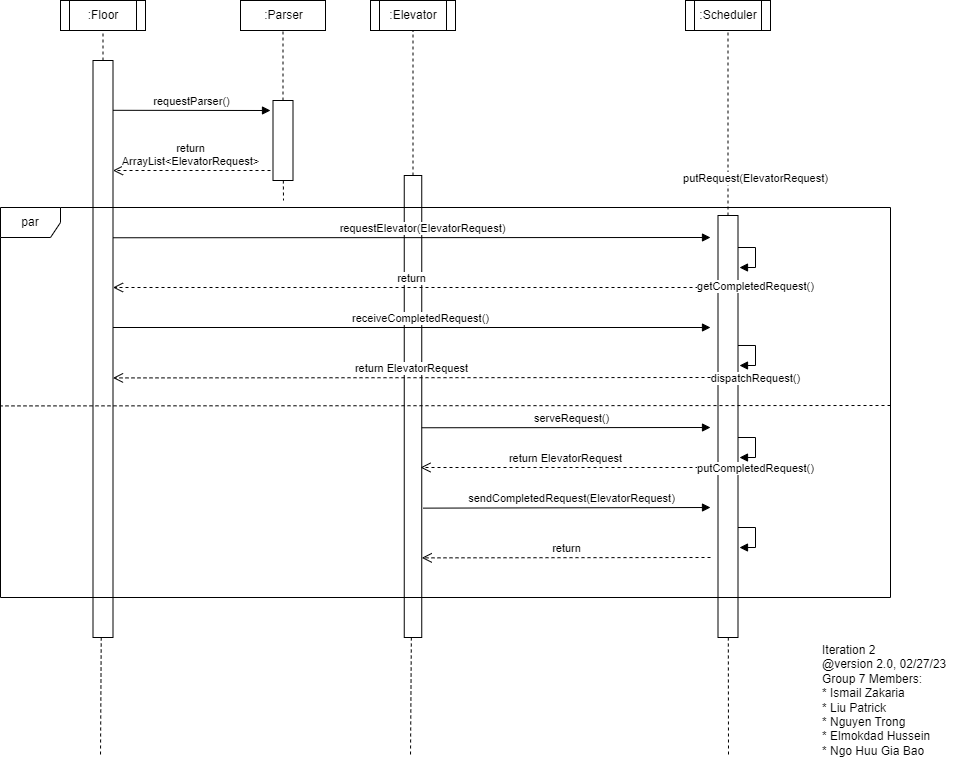 :Floor
:Parser
:Elevator
:Scheduler
requestParser()
return
ArrayList<ElevatorRequest>
putRequest(ElevatorRequest)
par
requestElevator(ElevatorRequest)
return
getCompletedRequest()
receiveCompletedRequest()
return ElevatorRequest
dispatchRequest()
serveRequest()
return ElevatorRequest
putCompletedRequest()
sendCompletedRequest(ElevatorRequest)
return
Iteration 2
@version 2.0, 02/27/23
Group 7 Members:
* Ismail Zakaria
* Liu Patrick
* Nguyen Trong
* Elmokdad Hussein
* Ngo Huu Gia Bao